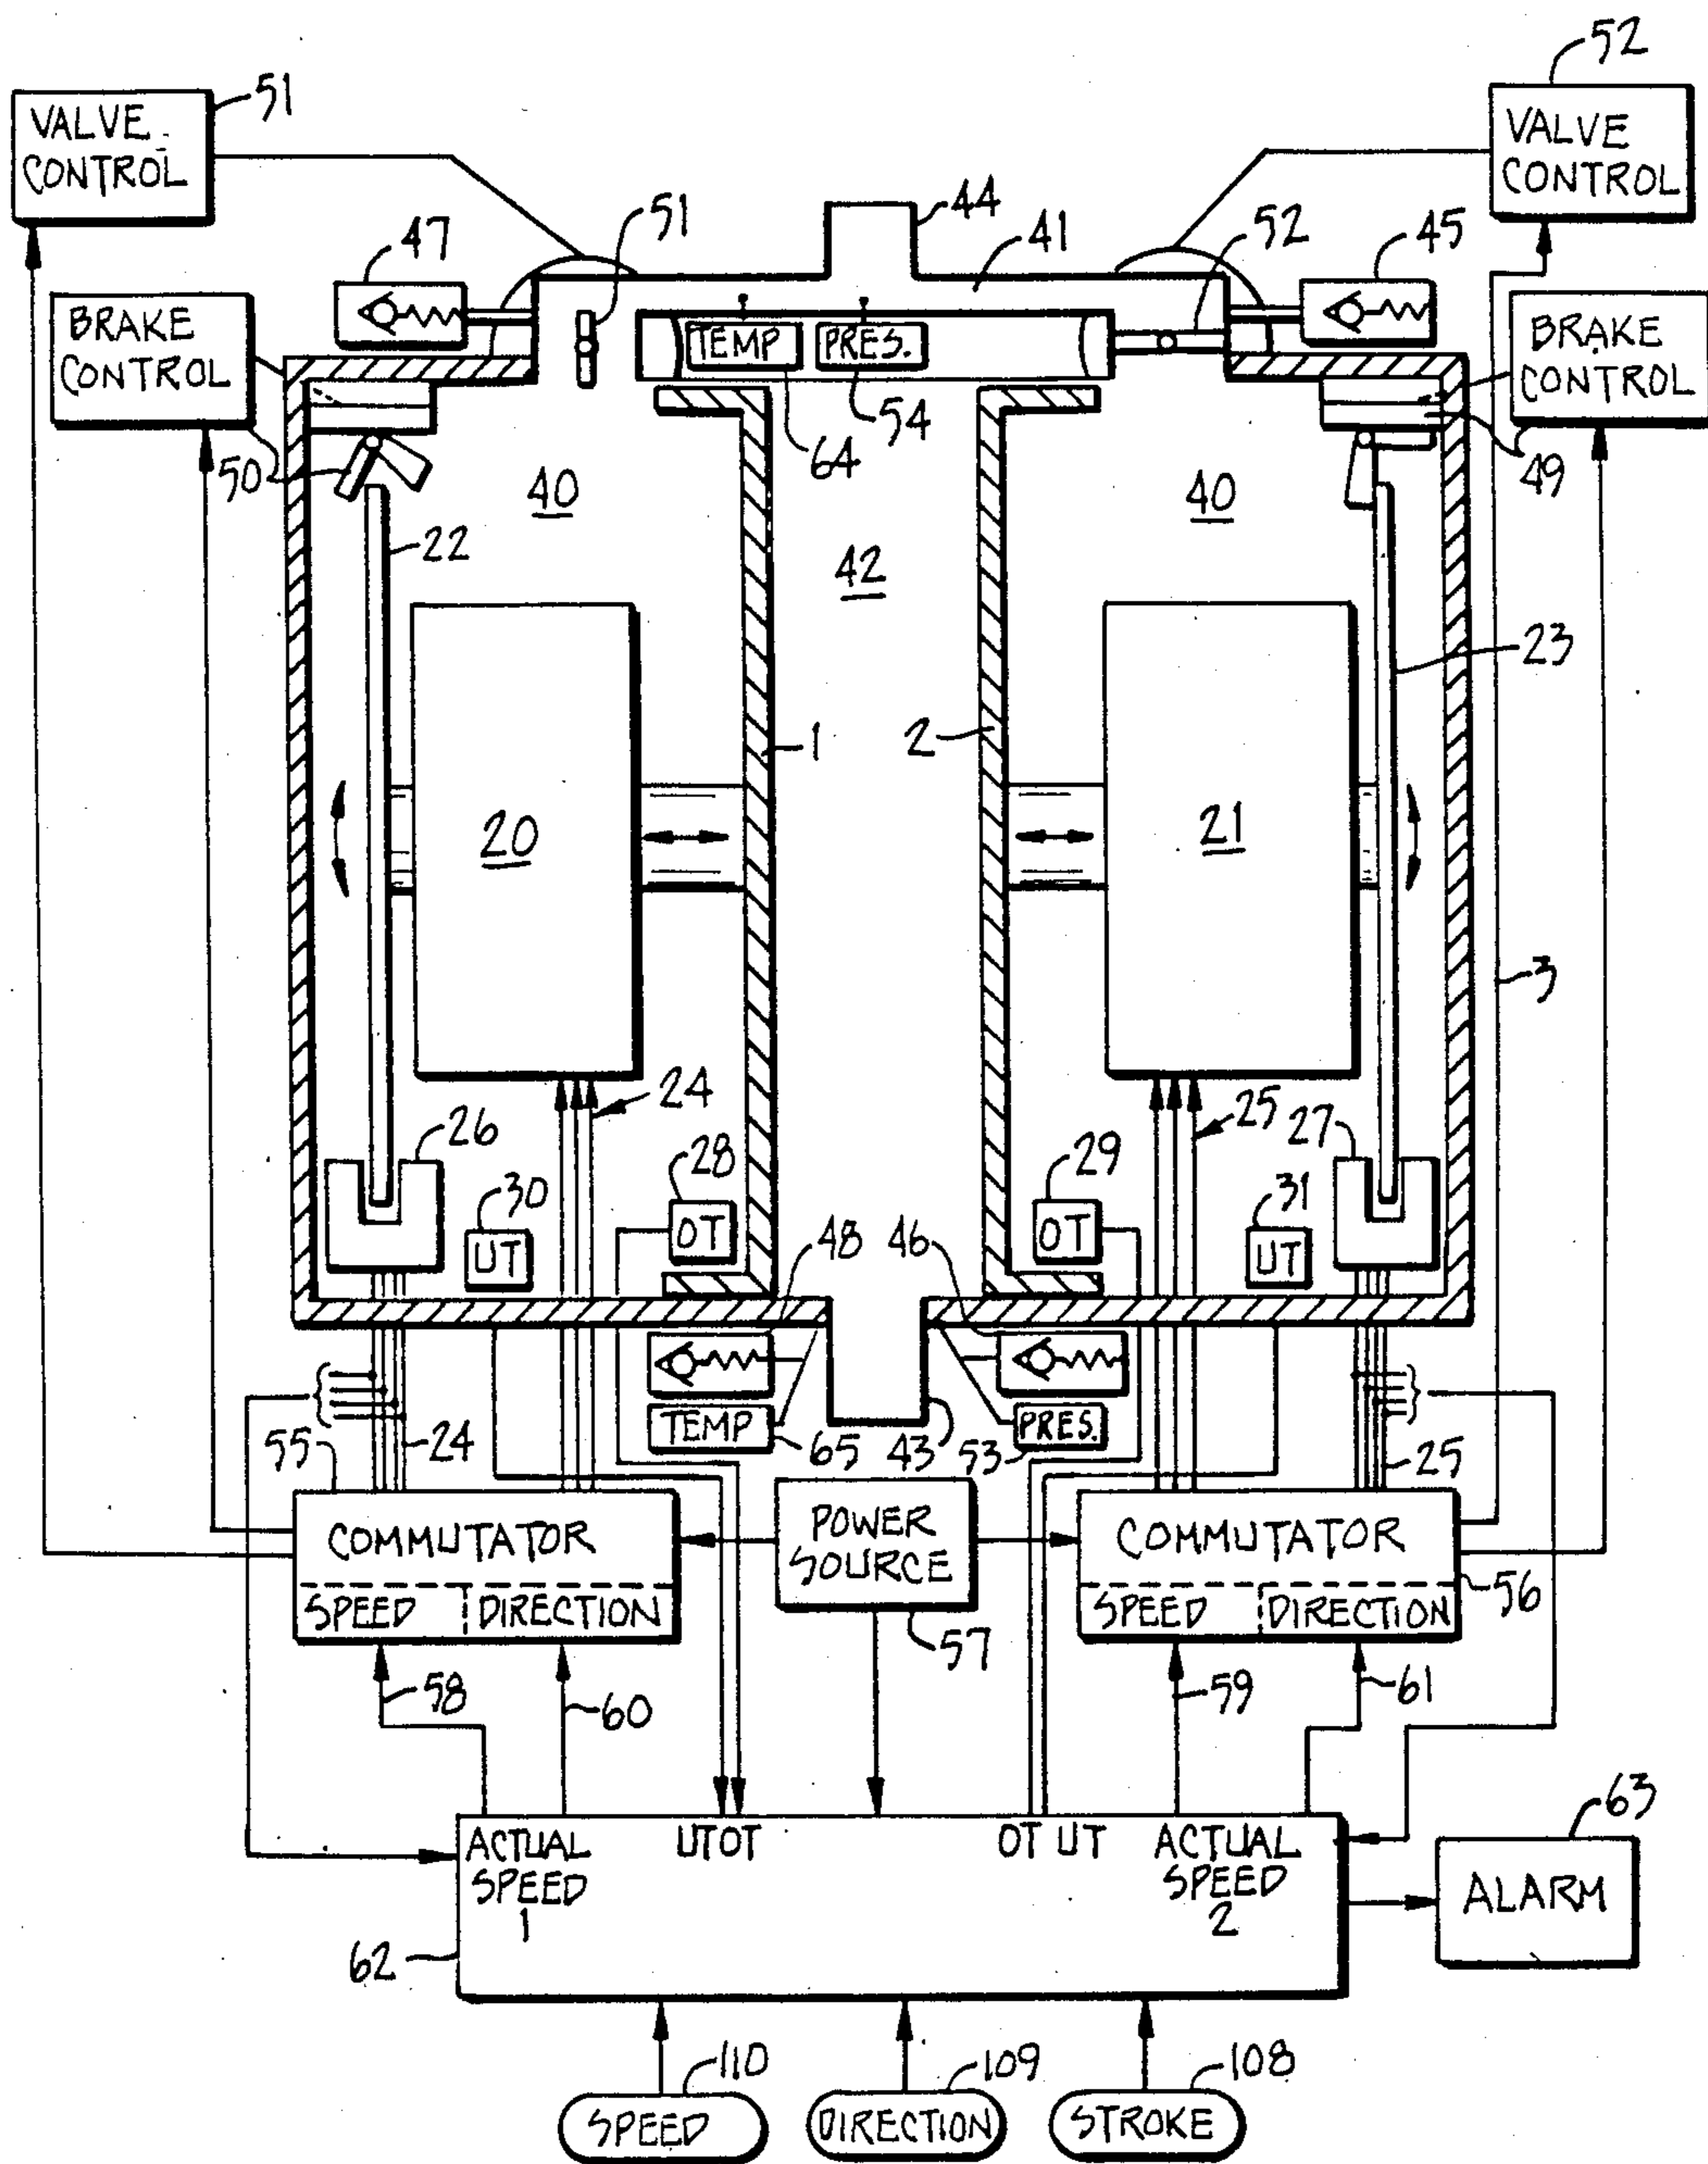 52
51
VALVE
CONTROL
VALVE
CONTROL
44
51
47
41
52
45
BRAKE
CONTROL
TEMP
PRES.
BRAKE
CONTROL
50
40
64
54
40
49
22
42
23
1
2
20
21
3
24
25
26
28
29
27
30
OT
48
46
OT
31
UT
UT
TEMP
65
43
53
PRES.
55
24
25
COMMUTATOR
SPEED
DIRECTION
POWER
SOURCE
COMMUTATOR
SPEED
DIRECTION
56
57
58
60
59
61
ACTUAL
SPEED
1
UT OT
OT UT
ACTUAL
SPEED
2
63
ALARM
62
110
109
108
SPEED
DIRECTION
STROKE